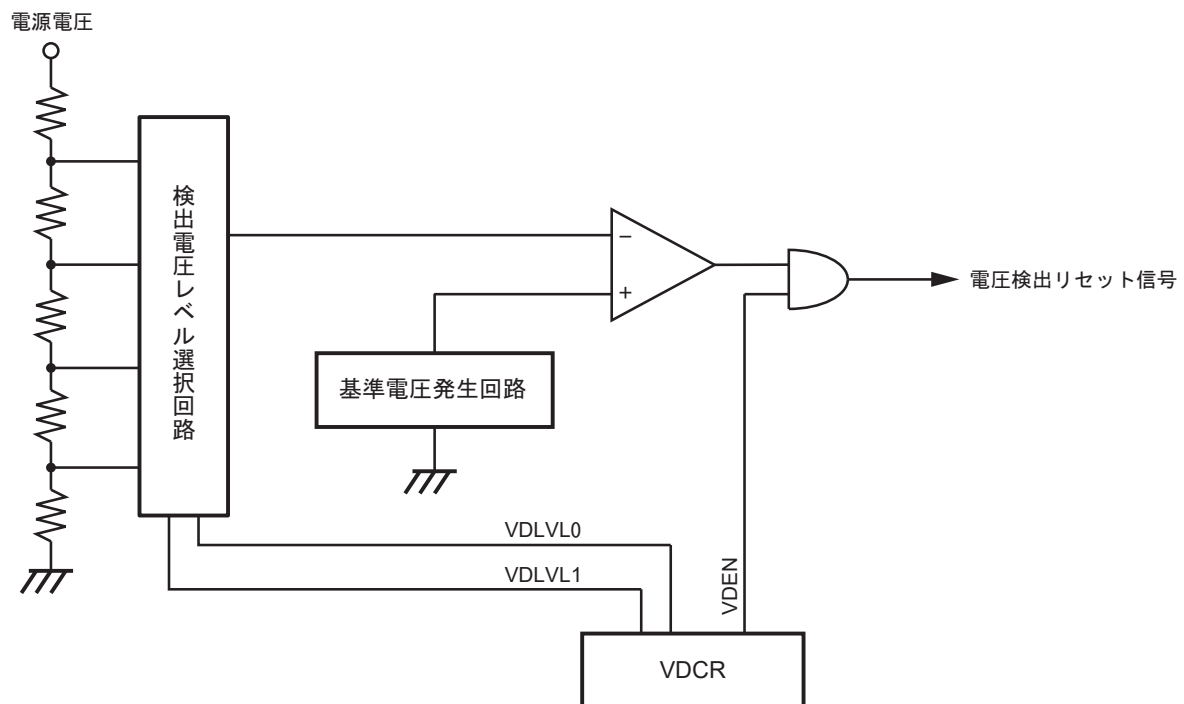 電源電圧
検出電圧レベル選択回路
−
+
電圧検出リセット信号
基準電圧発生回路
VDLVL0
VDLVL1
VDEN
VDCR